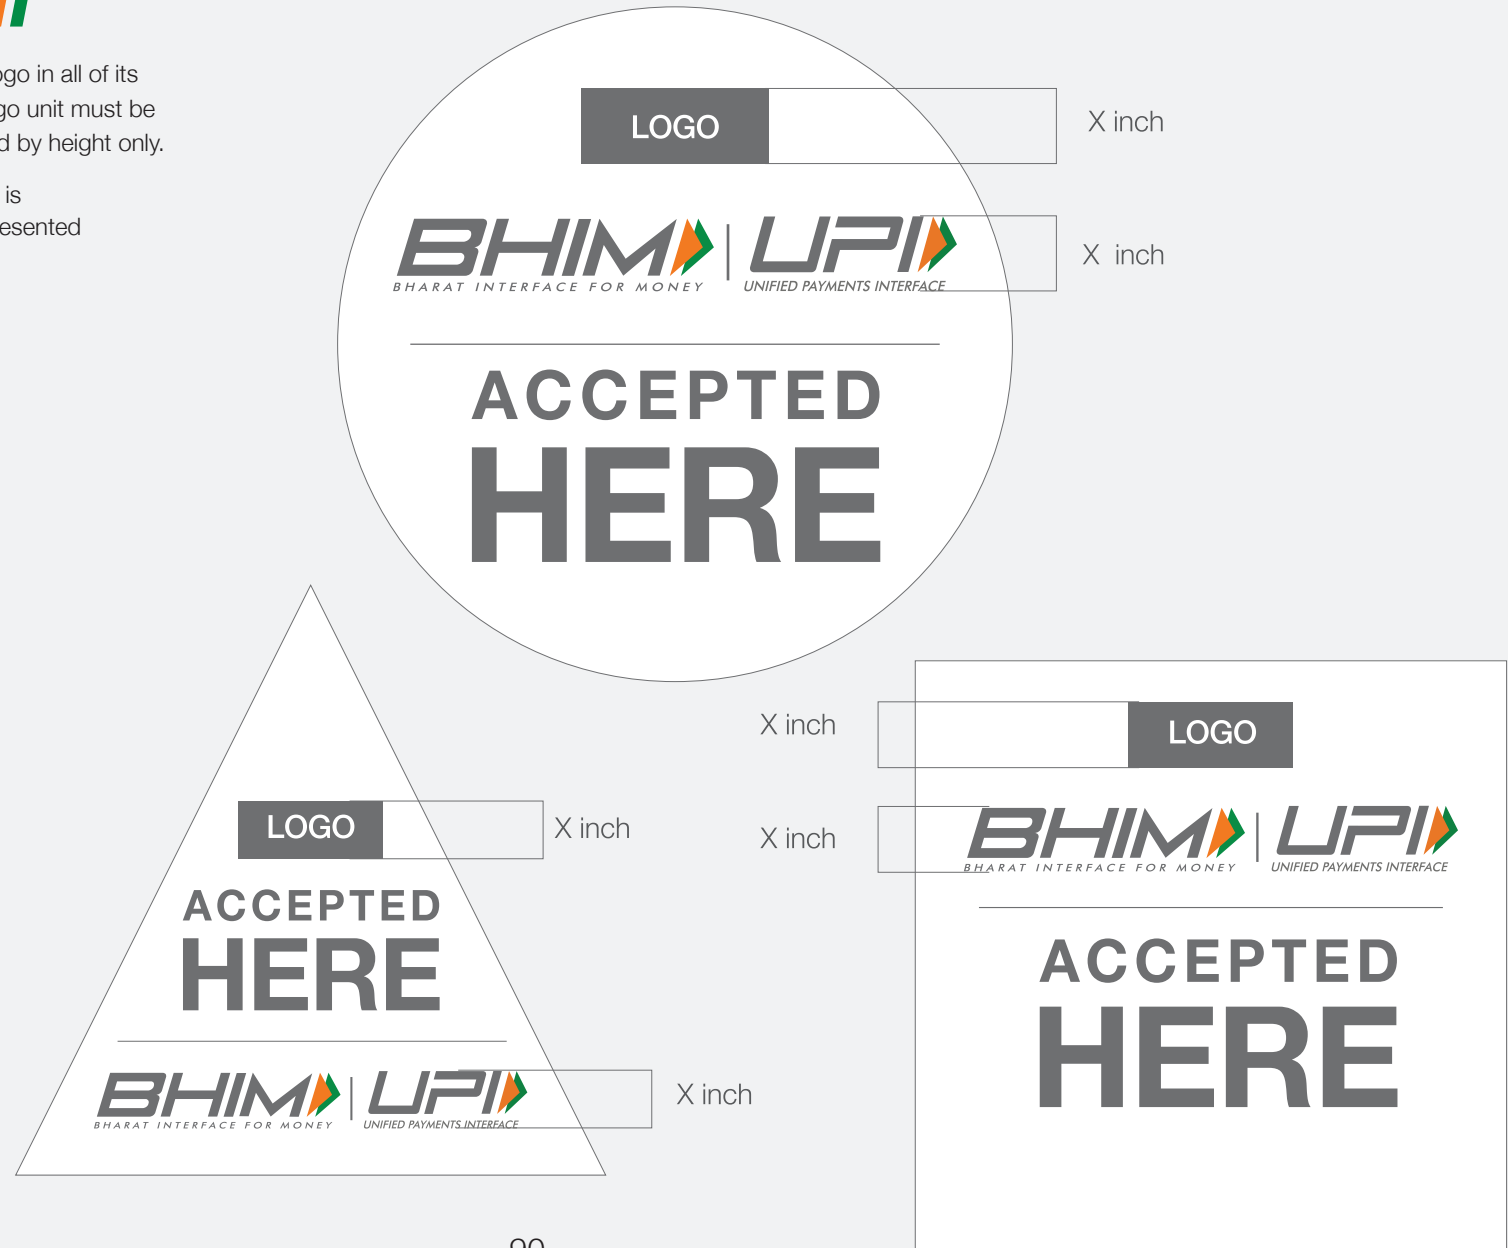 ogo in all of its
go unit must be
d by height only.
is
esented
LOGO
X inch
BHIM | UPI
BHARAT INTERFACE FOR MONEY UNIFIED PAYMENTS INTERFACE
X inch
ACCEPTED
HERE
LOGO
X inch
ACCEPTED
HERE
BHIM | UPI
BHARAT INTERFACE FOR MONEY UNIFIED PAYMENTS INTERFACE
X inch
X inch
LOGO
X inch
BHIM | UPI
BHARAT INTERFACE FOR MONEY UNIFIED PAYMENTS INTERFACE
ACCEPTED
HERE